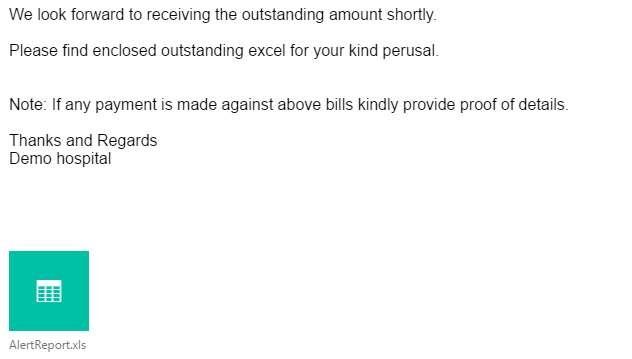 We look forward to receiving the outstanding amount shortly.
Please find enclosed outstanding excel for your kind perusal.
Note: If any payment is made against above bills kindly provide proof of details.
Thanks and Regards
Demo hospital
AlertReport.xls